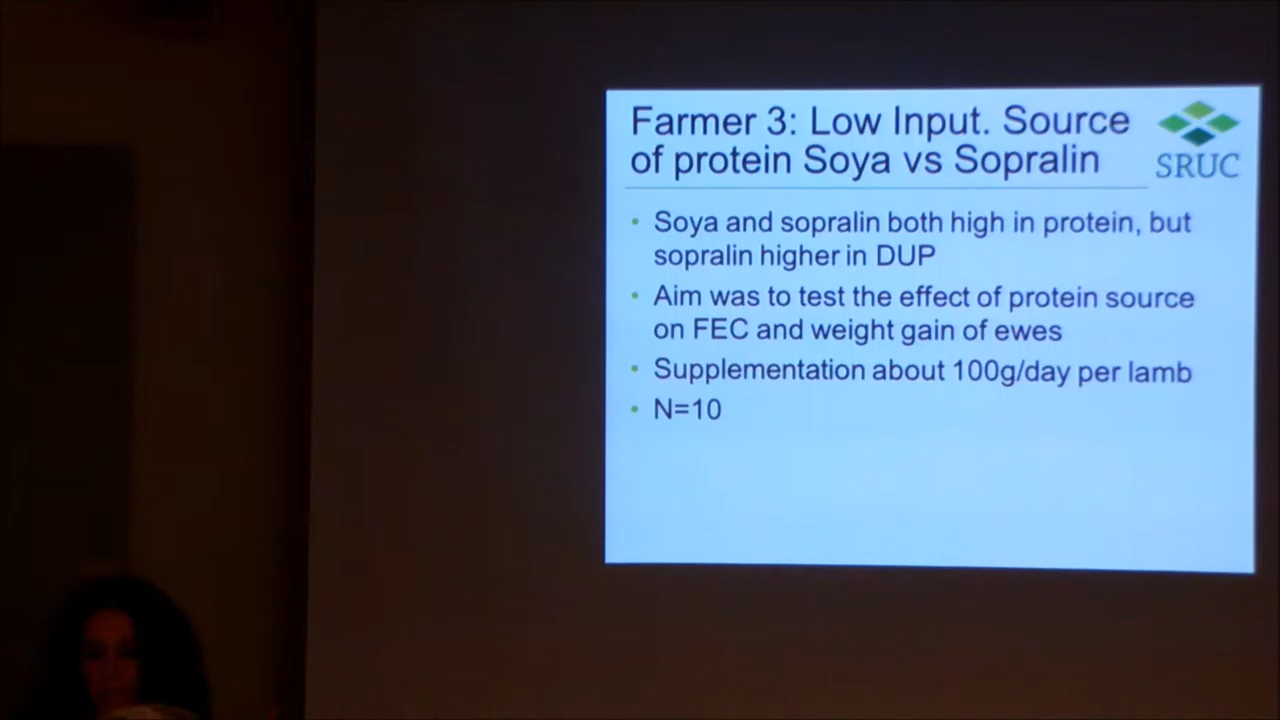 Farmer 3: Low Input. Source
of protein Soya vs Sopralin
SRUC
• Soya and sopralin both high in protein, but
sopralin higher in DUP
• Aim was to test the effect of protein source
on FEC and weight gain of ewes
• Supplementation about 100g/day per lamb
• N=10